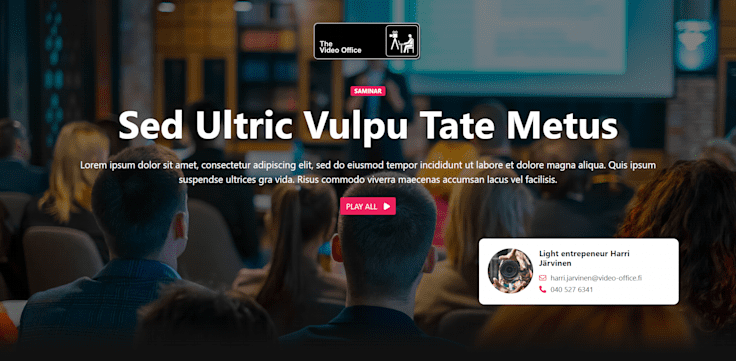 The
Video Office
SAMINAR
Sed Ultric Vulpu Tate Metus
Lorem ipsum dolor sit amet, consectetur adipiscing elit, sed do eiusmod tempor incididunt ut labore et dolore magna aliqua. Quis ipsum
suspendse ultrices gra vida. Risus commodo viverra maecenas accumsan lacus vel facilisis.
PLAY ALL
Light entrepeneur Harri
Järvinen
harri.jarvinen@video-office.fi
040 527 6341